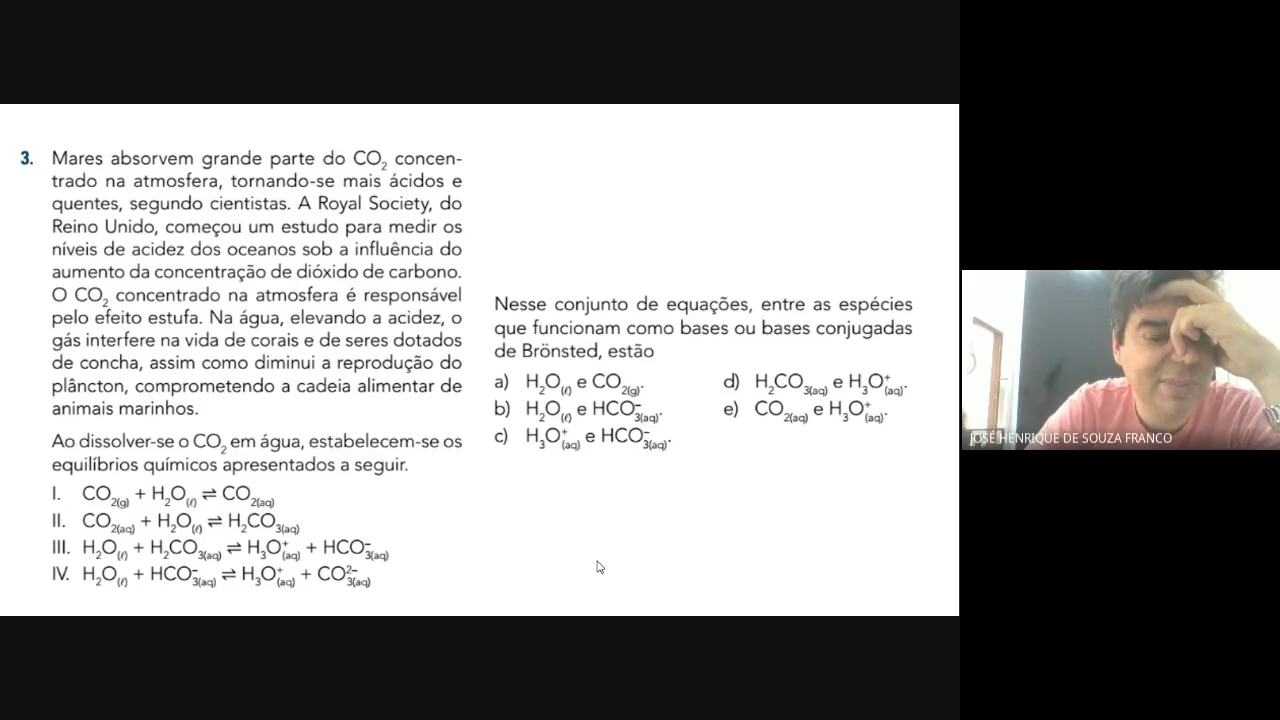 3. Mares absorvem grande parte do CO₂ concen-
trado na atmosfera, tornando-se mais ácidos e
quentes, segundo cientistas. A Royal Society, do
Reino Unido, começou um estudo para medir os
níveis de acidez dos oceanos sob a influência do
aumento da concentração de dióxido de carbono.
O CO₂ concentrado na atmosfera é responsável
pelo efeito estufa. Na água, elevando a acidez, o
gás interfere na vida de corais e de seres dotados
de concha, assim como diminui a reprodução do
plâncton, comprometendo a cadeia alimentar de
animais marinhos.
Ao dissolver-se o CO₂ em água, estabelecem-se os
equilíbrios químicos apresentados a seguir.
I. CO₂(g) + H₂O(ℓ) ⇌ CO₂(aq)
II. CO₂(aq) + H₂O(ℓ) ⇌ H₂CO₃(aq)
III. H₂O(ℓ) + H₂CO₃(aq) ⇌ H₃O⁺(aq) + HCO₃⁻(aq)
IV. H₂O(ℓ) + HCO₃⁻(aq) ⇌ H₃O⁺(aq) + CO₃²⁻(aq)
Nesse conjunto de equações, entre as espécies
que funcionam como bases ou bases conjugadas
de Brönsted, estão
a) H₂O(ℓ) e CO₂(g).
b) H₂O(ℓ) e HCO₃⁻(aq).
c) H₃O⁺(aq) e HCO₃⁻(aq).
d) H₂CO₃(aq) e H₃O⁺(aq).
e) CO₂(aq) e H₃O⁺(aq).
JOSÉ HENRIQUE DE SOUZA FRANCO